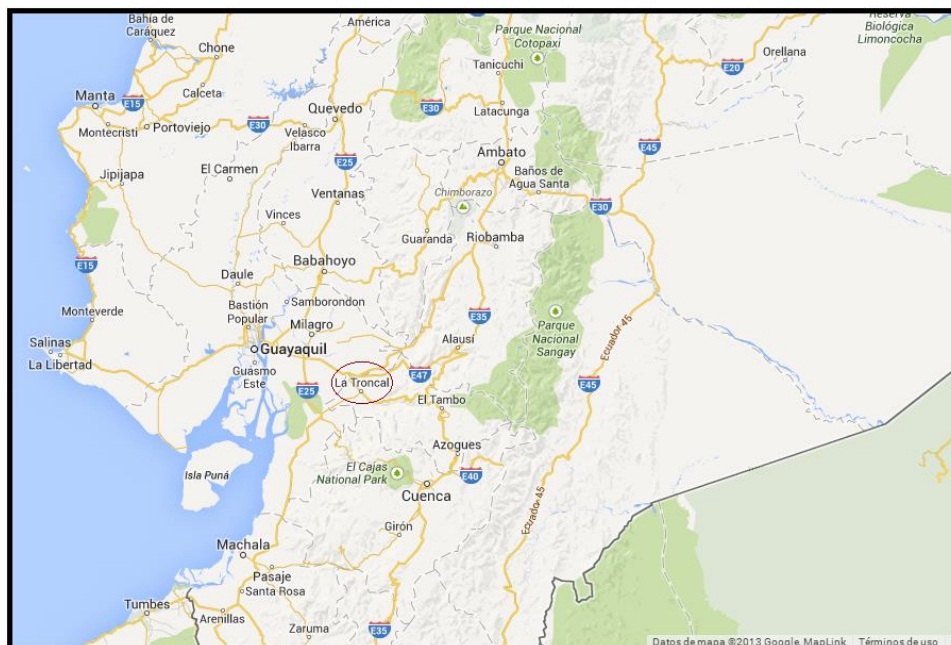 Bahía de
Caráquez
América
Parque Nacional
Cotopaxi
Reserva
Biológica
Limoncocha
Chone
Tanicuchi
Orellana
E20
Calceta
Manta
E15
E30
Quevedo
E30
Latacunga
Montecristi
Portoviejo
Velasco
Ibarra
E45
El Carmen
E25
Ambato
Jipijapa
Baños de
Agua Santa
Ventanas
Chimborazo
E30
Vinces
Guaranda
Riobamba
E15
Daule
Babahoyo
Samborondon
Monteverde
Bastión
Popular
Milagro
E35
Parque
Nacional
Sangay
Ecuador 45
Salinas
Guayaquil
Alausí
La Libertad
Guasmo
Este
La Troncal
E47
E25
E45
El Tambo
Azogues
El Cajas
National Park
E40
Isla Puná
Cuenca
Ecuador 45
Girón
Machala
Pasaje
Santa Rosa
Tumbes
Arenillas
Zaruma
E35
Datos de mapa ©2013 Google, MapLink
Términos de uso